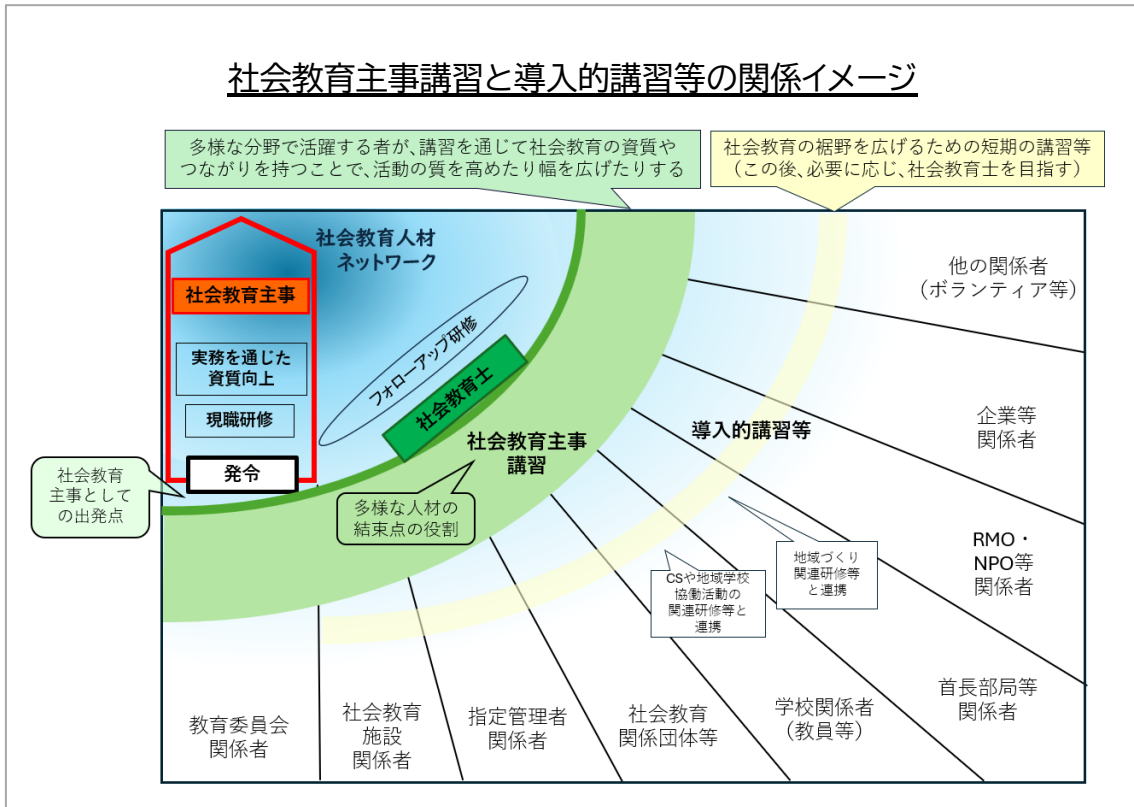 社会教育主事講習と導入的講習等の関係イメージ
多様な分野で活躍する者が、講習を通じて社会教育の資質や
つながりを持つことで、活動の質を高めたり幅を広げたりする
社会教育の裾野を広げるための短期の講習等
（この後、必要に応じ、社会教育士を目指す）
社会教育人材
ネットワーク
社会教育主事
実務を通じた
資質向上
現職研修
発令
社会教育
主事として
の出発点
フォローアップ研修
社会教育士
社会教育主事
講習
多様な人材の
結束点の役割
導入的講習等
CSや地域学校
協働活動の
関連研修等と
連携
地域づくり
関連研修等
と連携
他の関係者
（ボランティア等）
企業等
関係者
RMO・
NPO等
関係者
首長部局等
関係者
学校関係者
（教員等）
社会教育
関係団体等
指定管理者
関係者
社会教育
施設
関係者
教育委員会
関係者